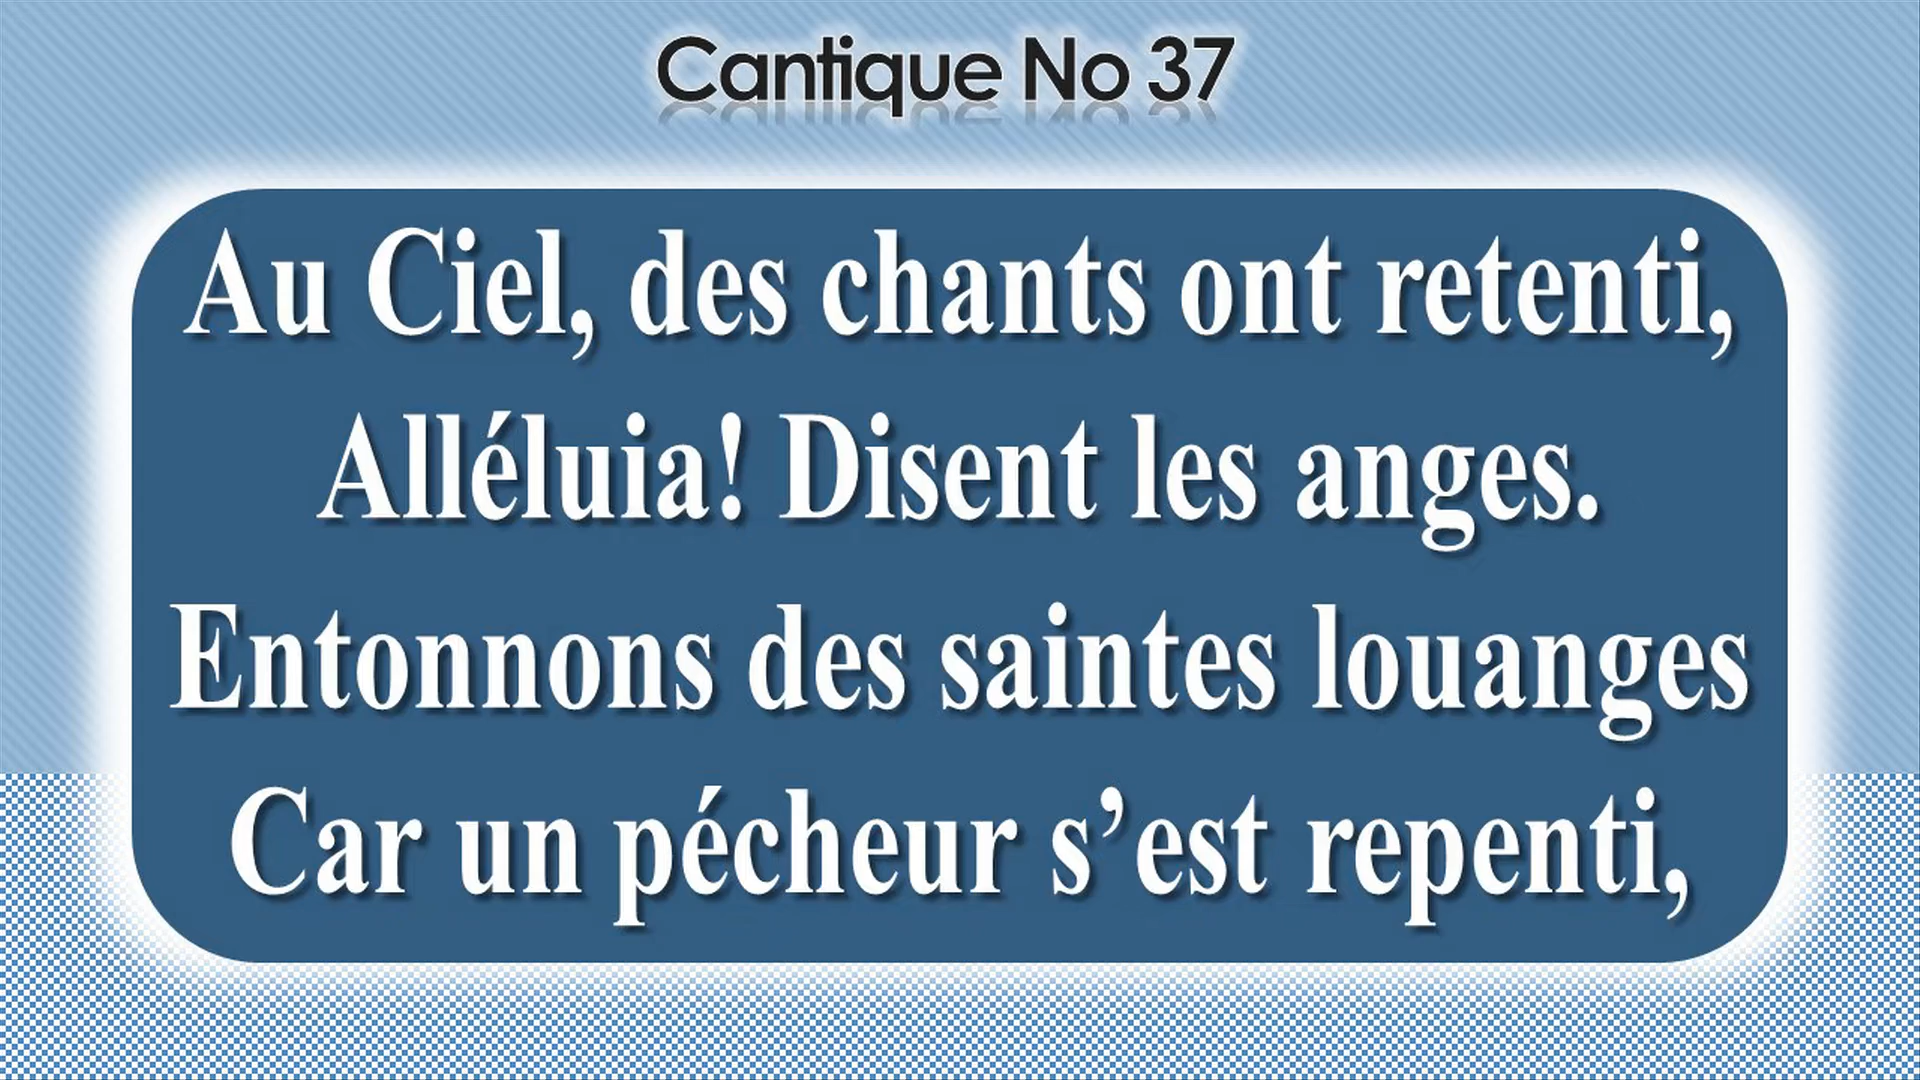 Cantique No 37
Au Ciel, des chants ont retenti,
Alléluia! Disent les anges.
Entonnons des saintes louanges
Car un pécheur s’est repenti,